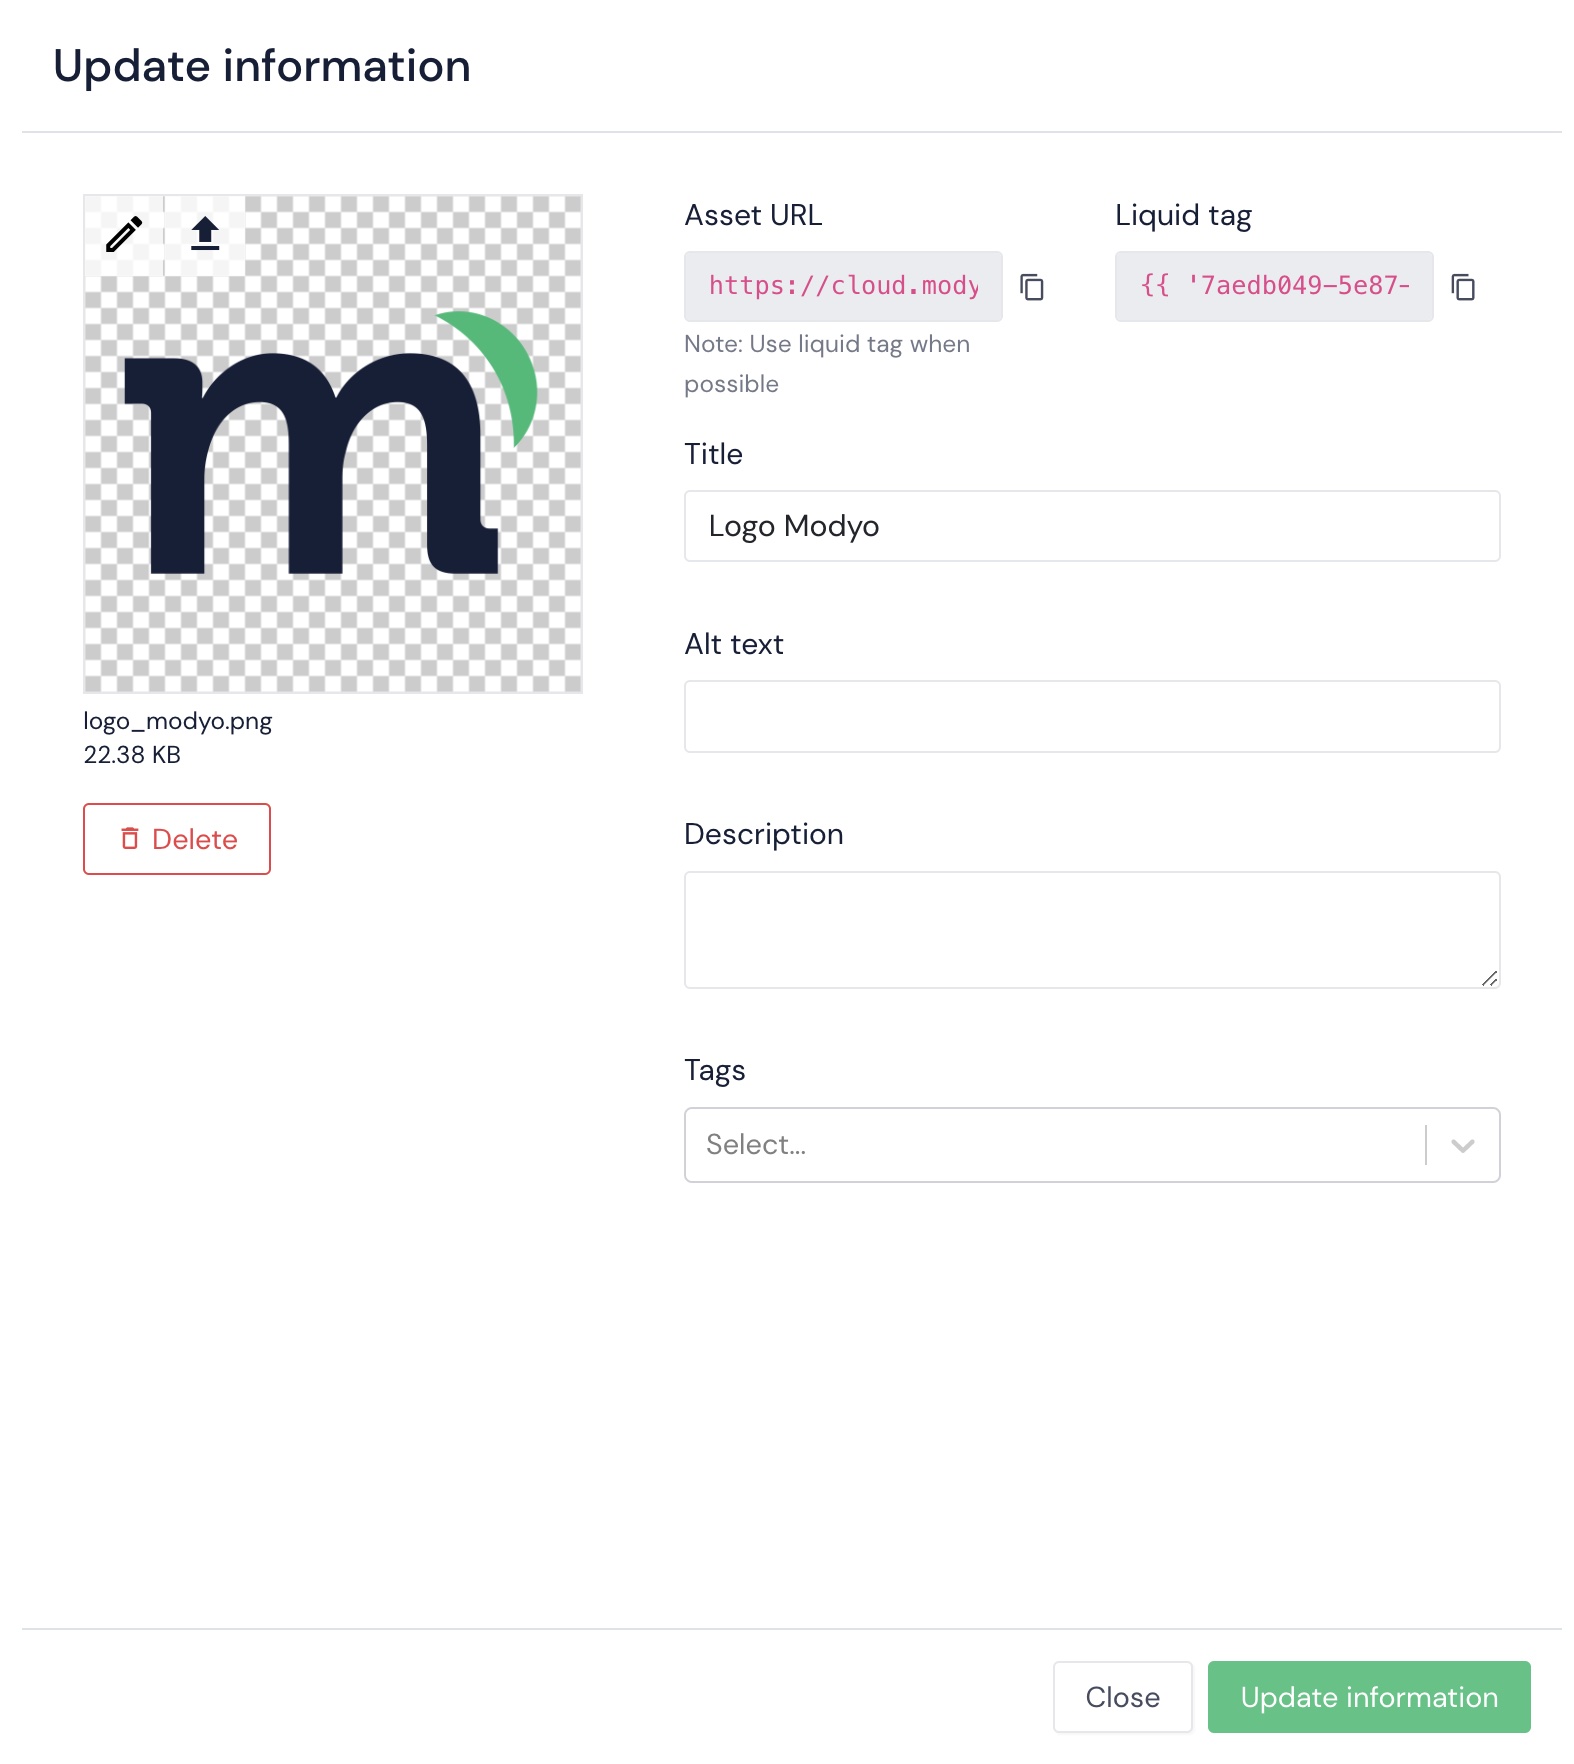 Update information
logo_modyo.png
22.38 KB
Delete
Asset URL
https://cloud.mody
Note: Use liquid tag when
possible
Liquid tag
{{ '7aedb049-5e87-
Title
Logo Modyo
Alt text
Description
Tags
Select...
Close
Update information